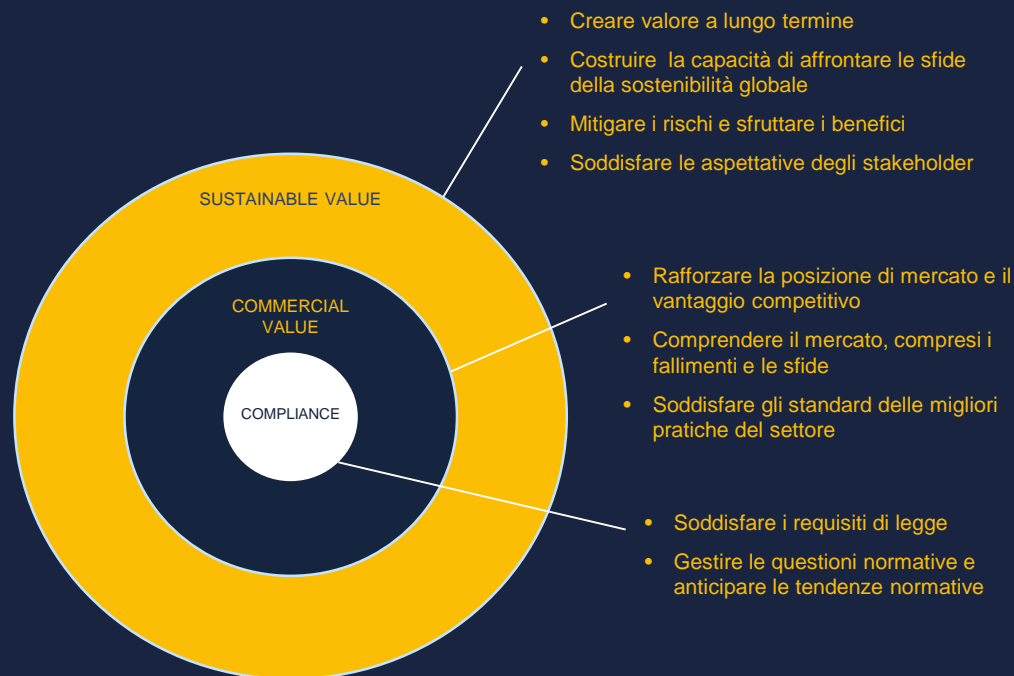 • Creare valore a lungo termine
• Costruire la capacità di affrontare le sfide
della sostenibilità globale
• Mitigare i rischi e sfruttare i benefici
• Soddisfare le aspettative degli stakeholder
SUSTAINABLE VALUE
• Rafforzare la posizione di mercato e il
vantaggio competitivo
• Comprendere il mercato, compresi i
fallimenti e le sfide
• Soddisfare gli standard delle migliori
pratiche del settore
COMMERCIAL
VALUE
COMPLIANCE
• Soddisfare i requisiti di legge
• Gestire le questioni normative e
anticipare le tendenze normative